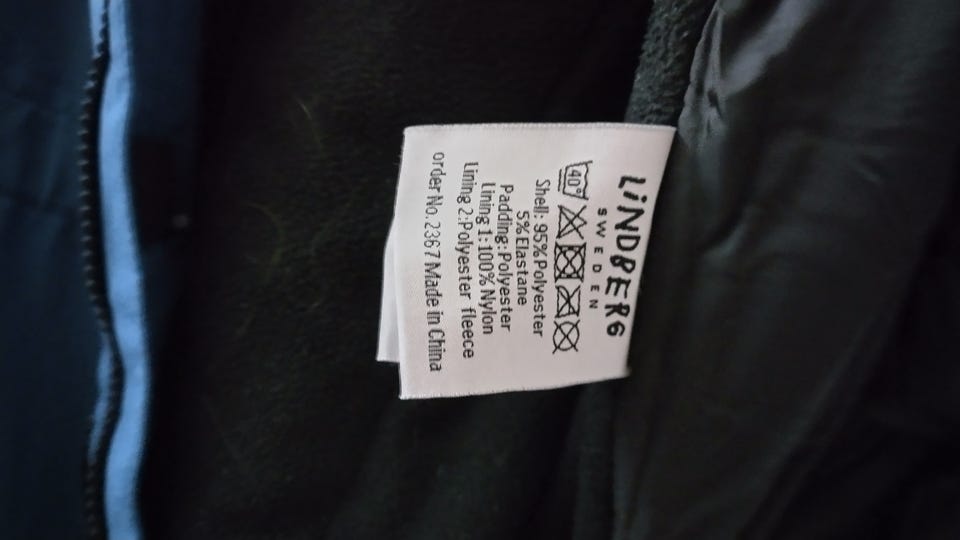 LiNDBERG
SWEDEN
40°
Shell: 95% Polyester
5% Elastane
Padding: Polyester
Lining 1: 100% Nylon
Lining 2: Polyester fleece
order No. 2367 Made in China